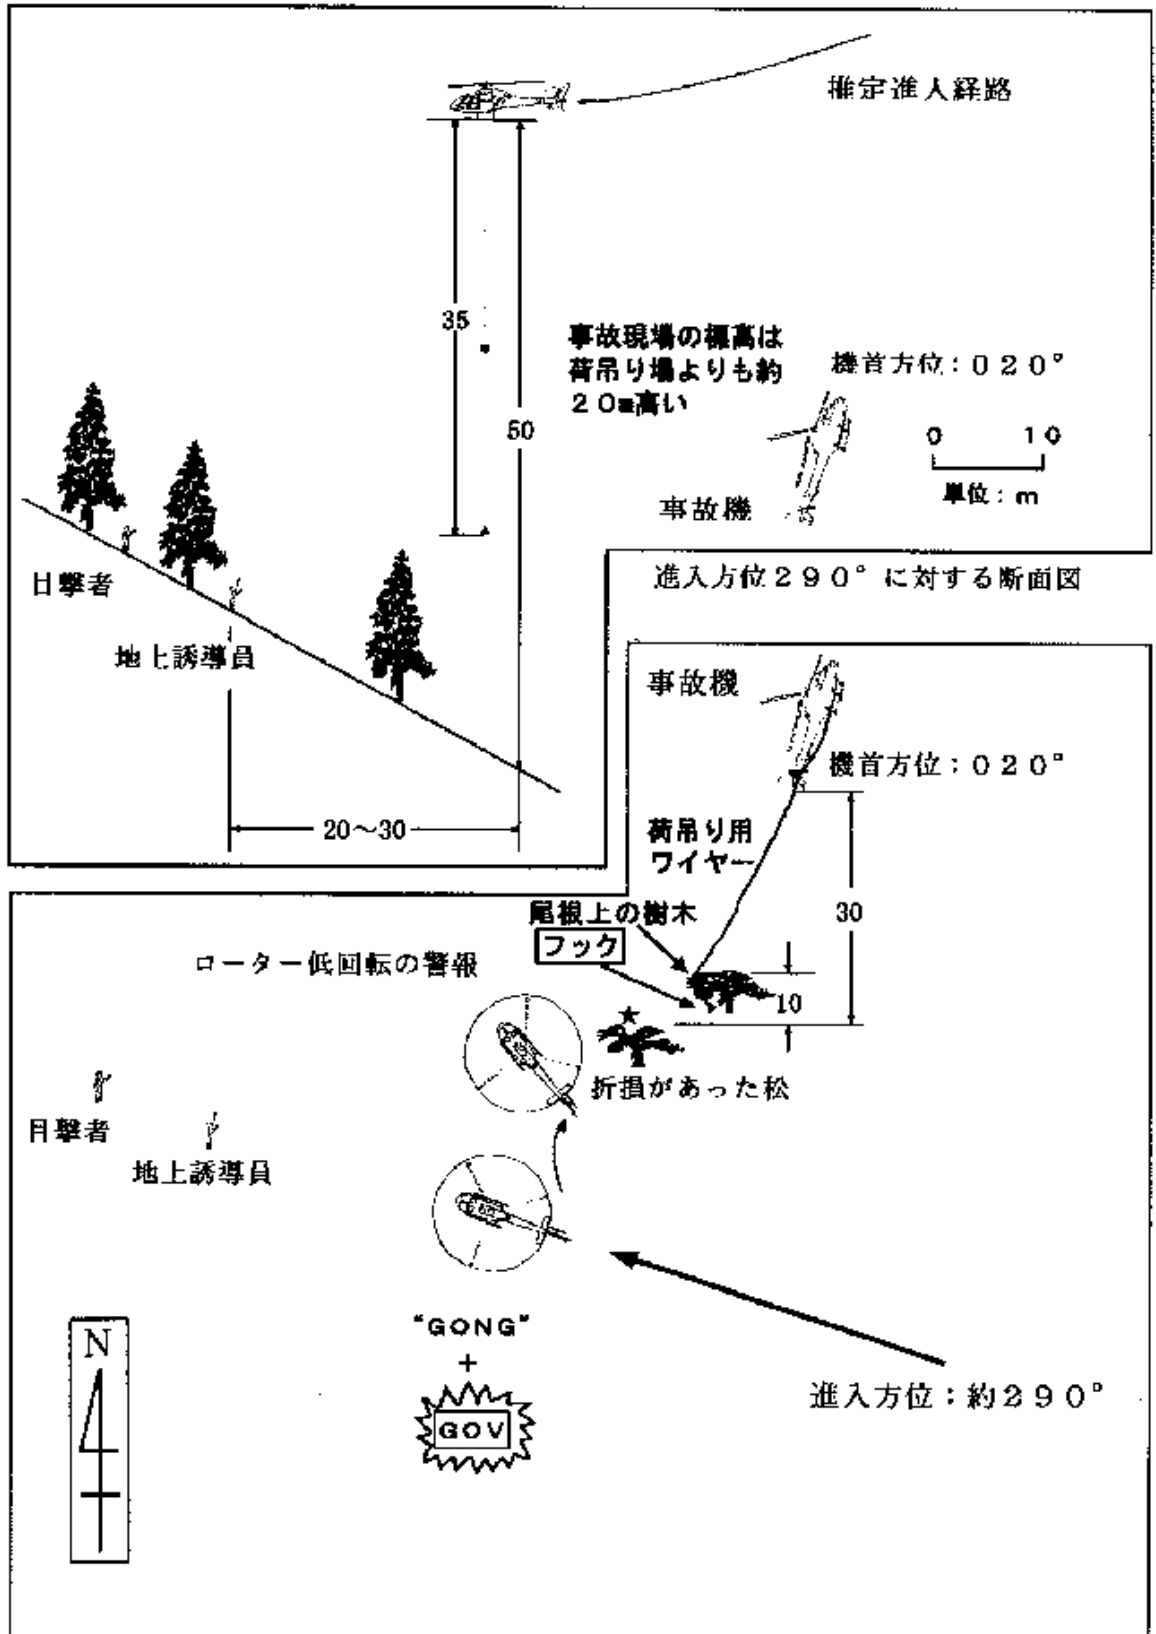 推定進入経路
35
50
事故現場の標高は
荷吊り場よりも約
20m高い
機首方位：020°
0 10
単位：m
事故機
目撃者
地上誘導員
20～30
進入方位290°に対する断面図
事故機
機首方位；020°
荷吊り用
ワイヤー
30
尾根上の樹木
フック
10
ローター低回転の警報
折損があった松
目撃者
地上誘導員
"GONG"
+
GOV
N
進入方位：約290°